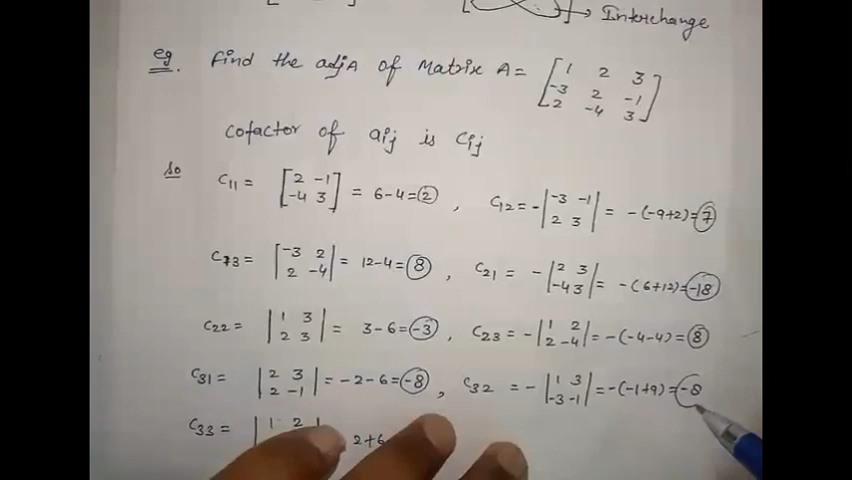 Interchange
eg. Find the adjA of Matrix A = [1 2 3
-3 2 -1
2 -4 3]
cofactor of aij is cij
so
C11 = [2 -1
-4 3] = 6-4=2 , C12 = -|-3 -1
2 3| = -(-9+2)=7
C13 = |-3 2
2 -4| = 12-4=8 , C21 = -|2 3
-4 3| = -(6+12)=-18
C22 = |1 3
2 3| = 3-6=-3 , C23 = -|1 2
2 -4| = -(-4-4)=8
C31 = |2 3
2 -1| = -2-6=-8 , C32 = -|1 3
-3 -1| = -(-1+9)=-8
C33 = |1 2
2+6